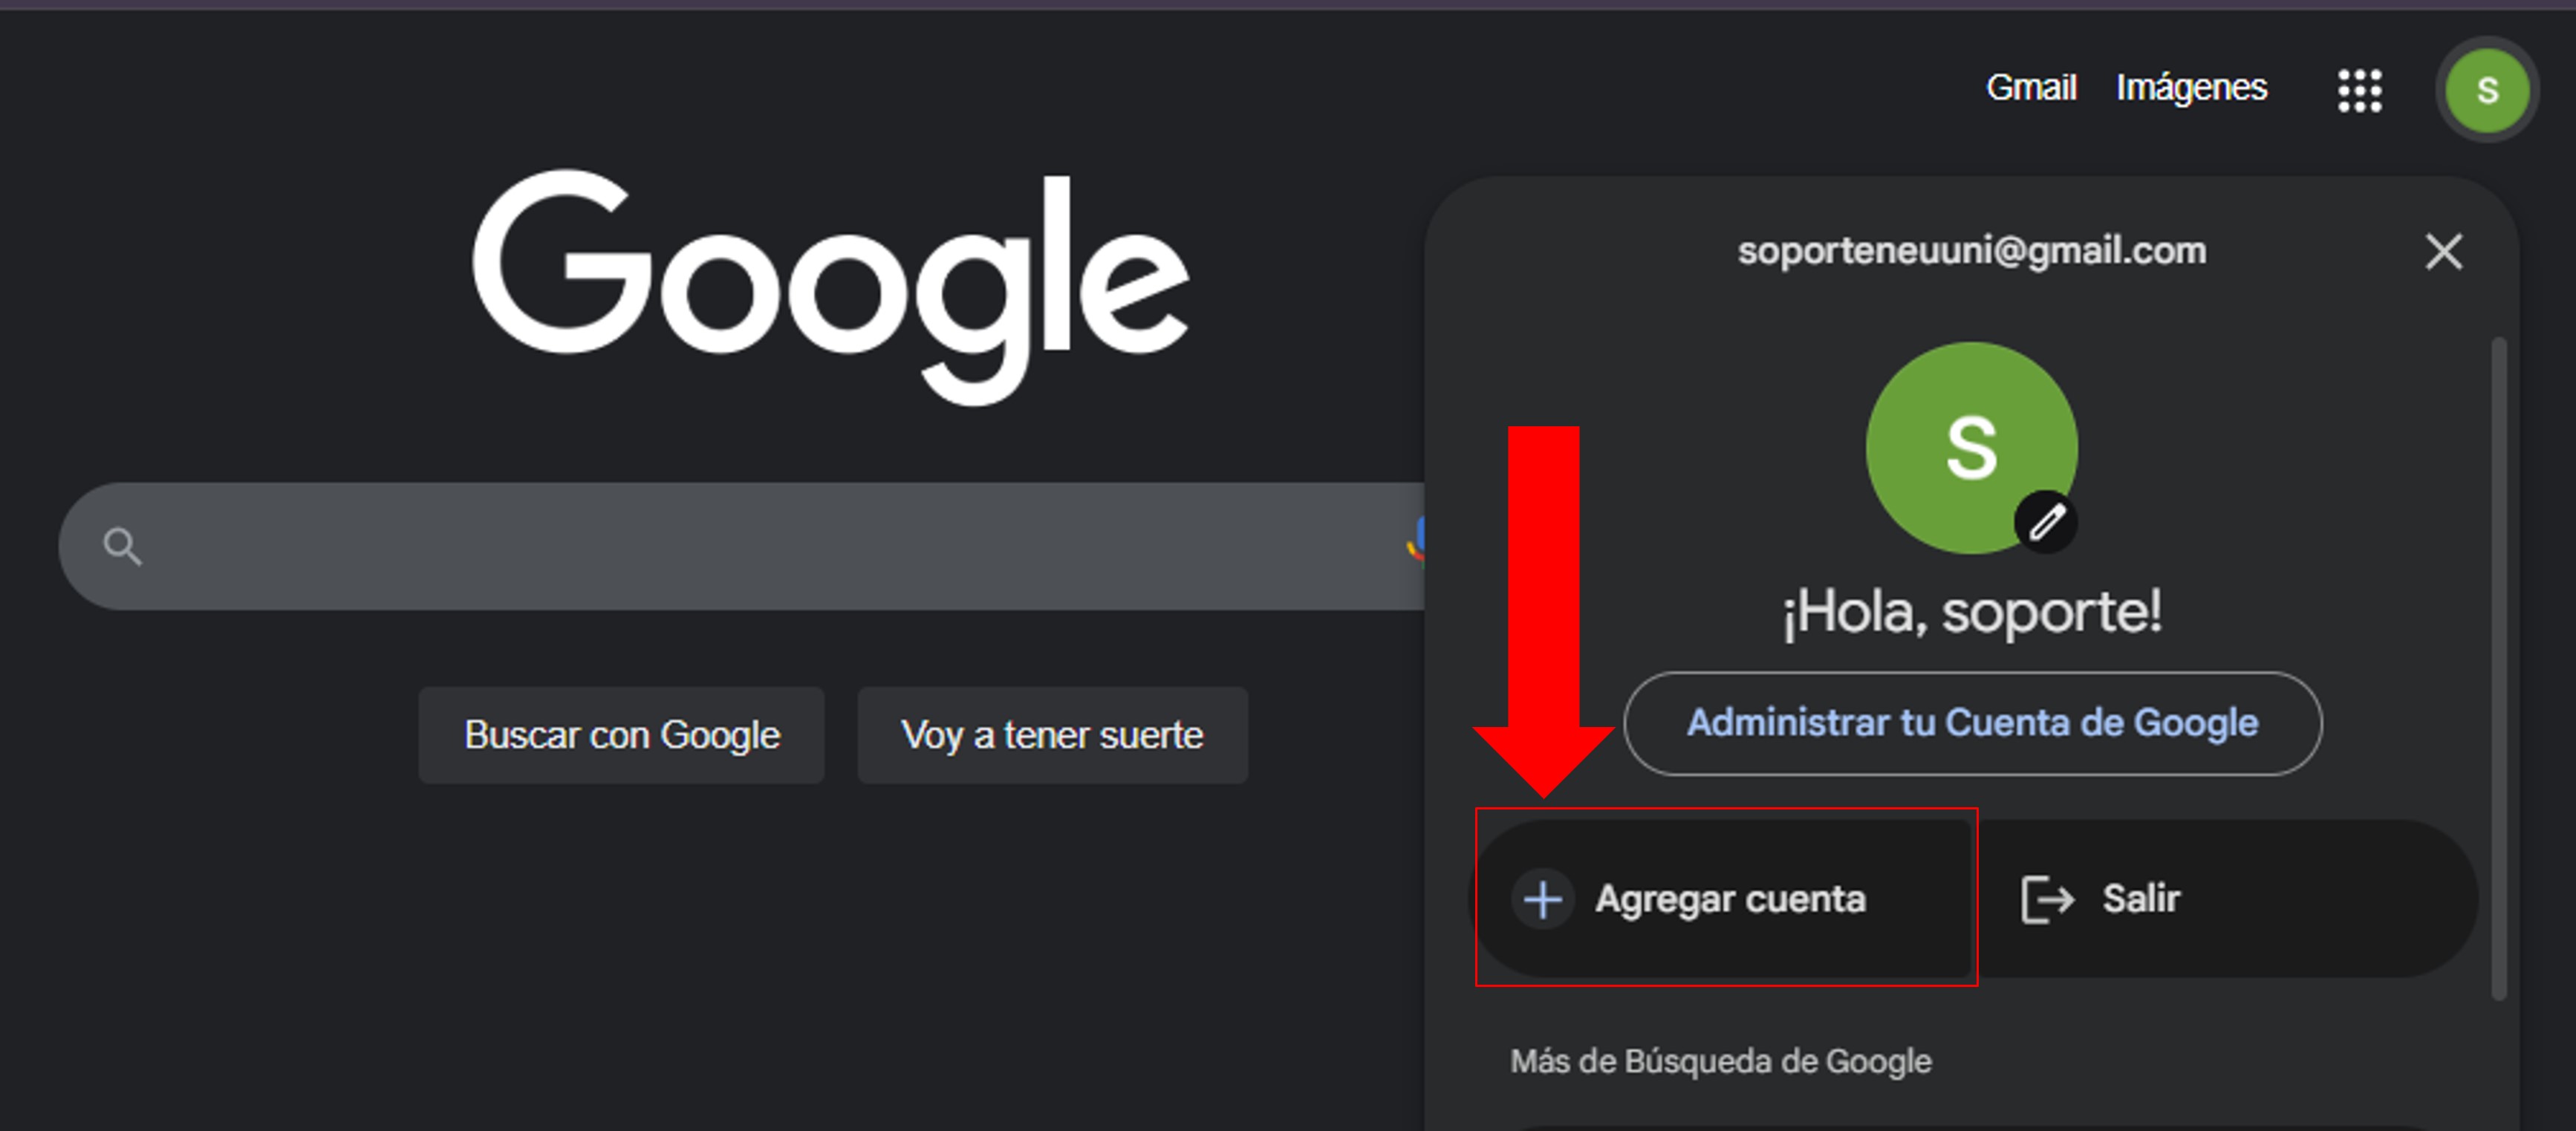 Gmail Imágenes
S
Google
soporteneuuni@gmail.com
S
¡Hola, soporte!
Administrar tu Cuenta de Google
Buscar con Google
Voy a tener suerte
Agregar cuenta
Salir
Más de Búsqueda de Google